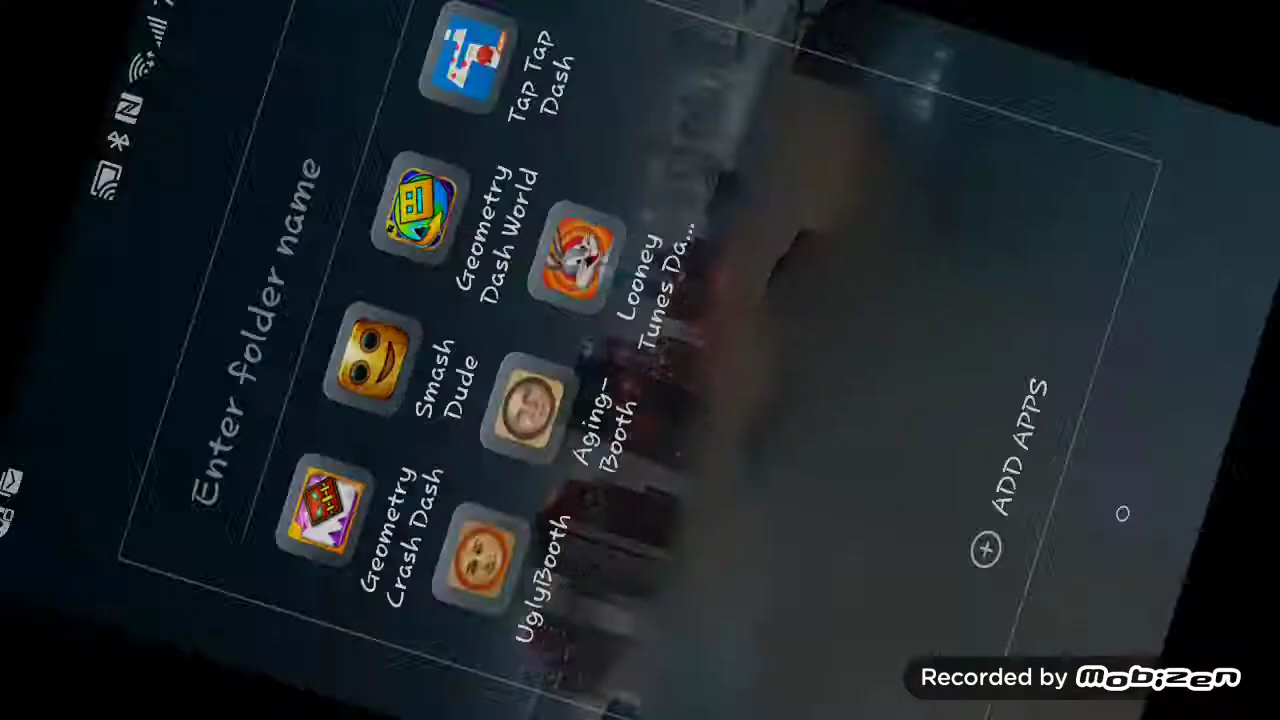 Enter folder name
Geometry
Crash Dash
Smash
Dude
Geometry
Dash World
Tap Tap
Dash
UglyBooth
Aging-
Booth
Looney
Tunes Da...
ADD APPS
Recorded by mobizen